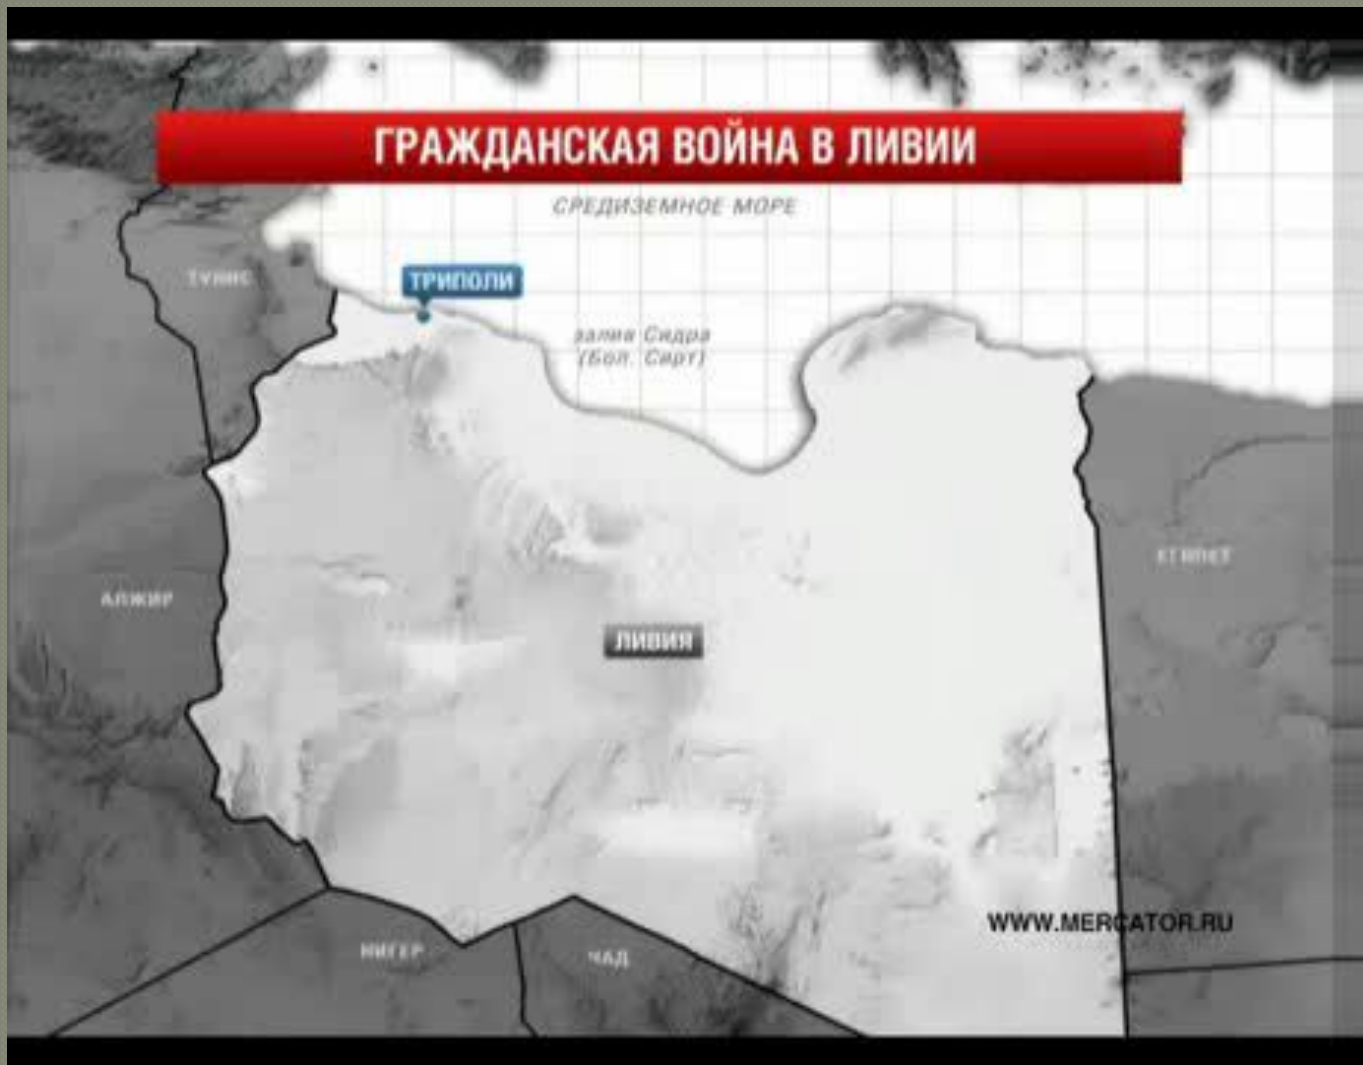 ГРАЖДАНСКАЯ ВОЙНА В ЛИВИИ
СРЕДИЗЕМНОЕ МОРЕ
ТУНИС
ТРИПОЛИ
залив Сидра
(Бол. Сирт)
ЕГИПЕТ
АЛЖИР
ЛИВИЯ
WWW.MERCATOR.RU
НИГЕР
ЧАД